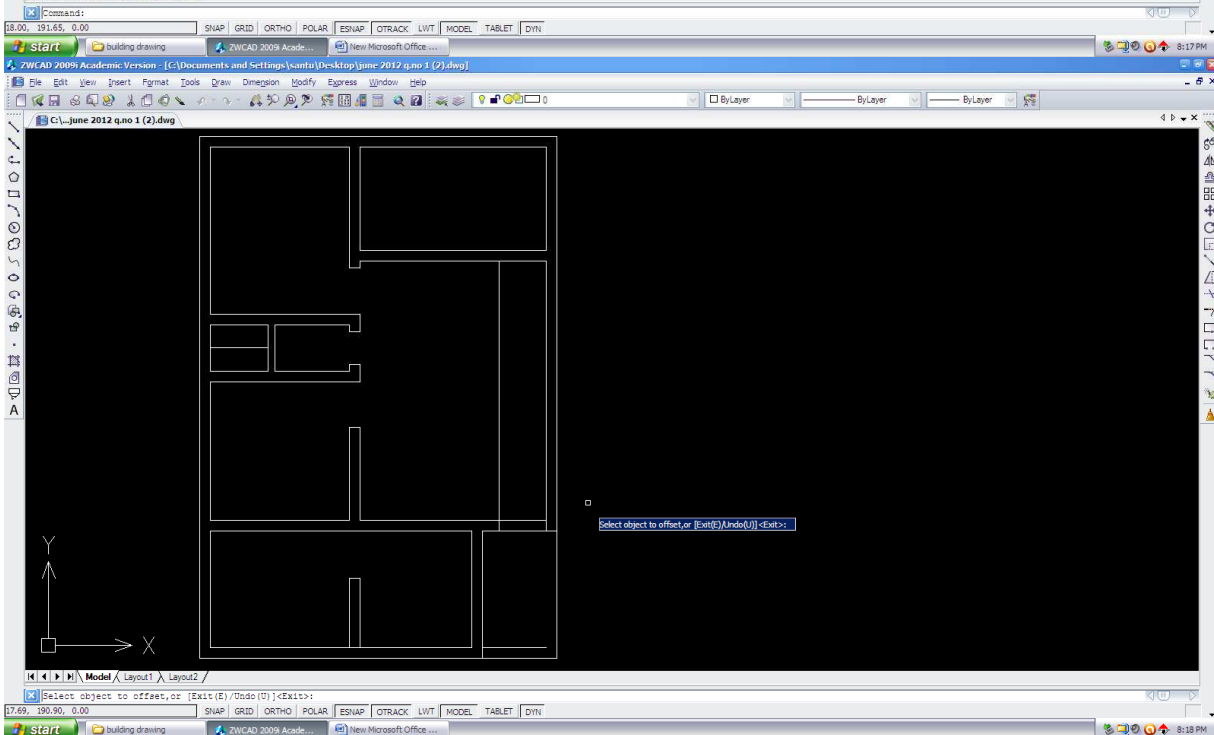 Command:
18.00, 191.65, 0.00 SNAP GRID ORTHO POLAR ESNAP OTRACK LWT MODEL TABLET DYN
start building drawing ZWCAD 2009i Acade... New Microsoft Office ... 8:17 PM
ZWCAD 2009i Academic Version - [C:\Documents and Settings\santu\Desktop\june 2012 q.no 1 (2).dwg]
File Edit View Insert Format Tools Draw Dimension Modify Express Window Help
0 ByLayer ByLayer ByLayer
C:\...june 2012 q.no 1 (2).dwg
A
Select object to offset,or [Exit(E)/Undo(U)]<Exit>:
Y
X
Model Layout1 Layout2
Select object to offset,or [Exit(E)/Undo(U)]<Exit>:
17.69, 190.90, 0.00 SNAP GRID ORTHO POLAR ESNAP OTRACK LWT MODEL TABLET DYN
start building drawing ZWCAD 2009i Acade... New Microsoft Office ... 8:18 PM